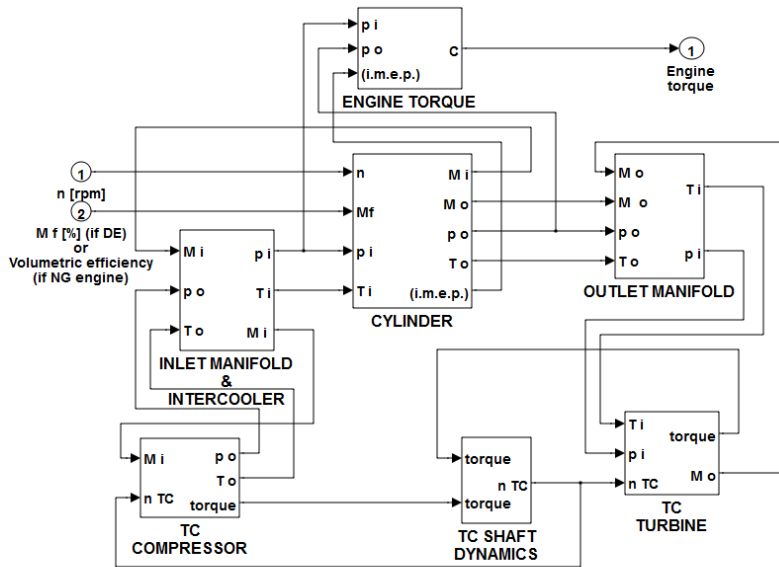 p i
p o
(i.m.e.p.)
C
ENGINE TORQUE
1
Engine
torque
1
n [rpm]
2
M f [%] (if DE)
or
Volumetric efficiency
(if NG engine)
n
Mf
p i
T i
M i
M o
p o
T o
(i.m.e.p.)
CYLINDER
M o
M o
p o
T o
T i
p i
OUTLET MANIFOLD
M i
p o
T o
p i
T i
M i
INLET MANIFOLD
&
INTERCOOLER
M i
n TC
p o
T o
torque
TC
COMPRESSOR
torque
torque
n TC
TC SHAFT
DYNAMICS
T i
p i
n TC
torque
M o
TC
TURBINE